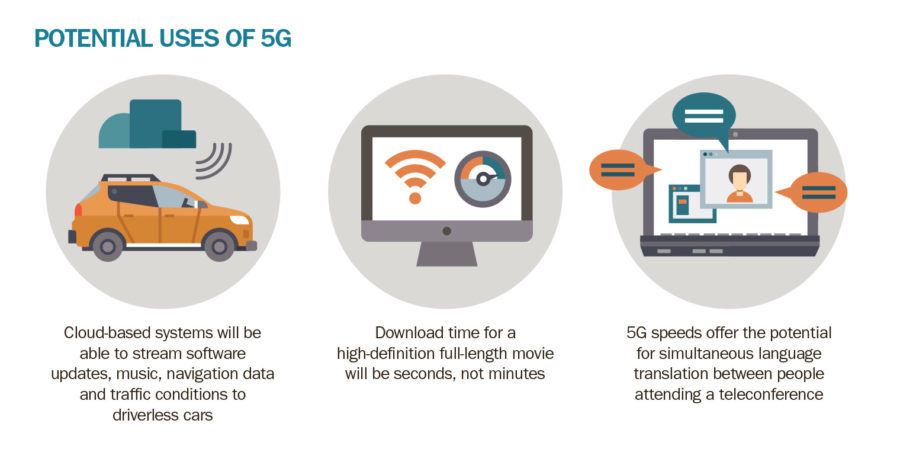 POTENTIAL USES OF 5G
Cloud-based systems will be
able to stream software
updates, music, navigation data
and traffic conditions to
driverless cars
Download time for a
high-definition full-length movie
will be seconds, not minutes
5G speeds offer the potential
for simultaneous language
translation between people
attending a teleconference